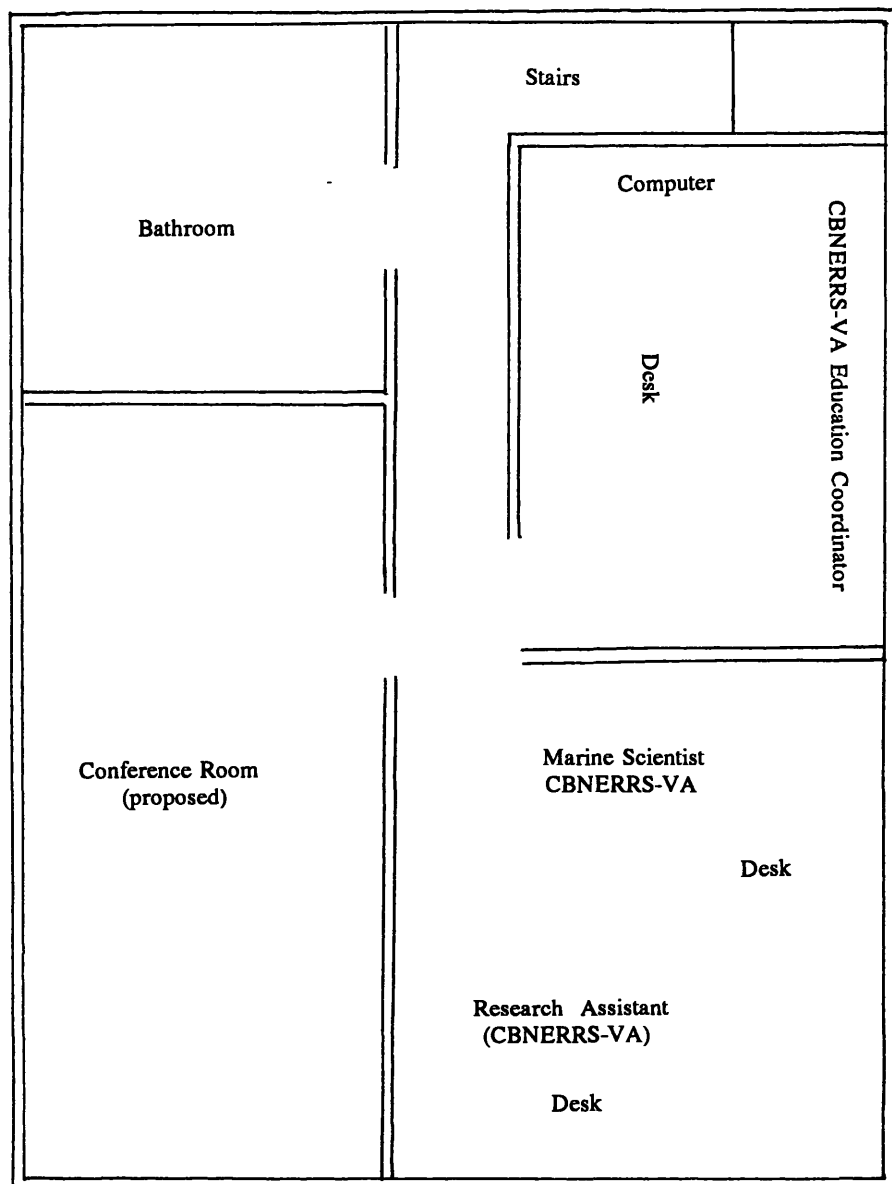 Stairs
Computer
Bathroom
CBNERRS-VA Education Coordinator
Desk
Conference Room
(proposed)
Marine Scientist
CBNERRS-VA
Desk
Research Assistant
(CBNERRS-VA)
Desk